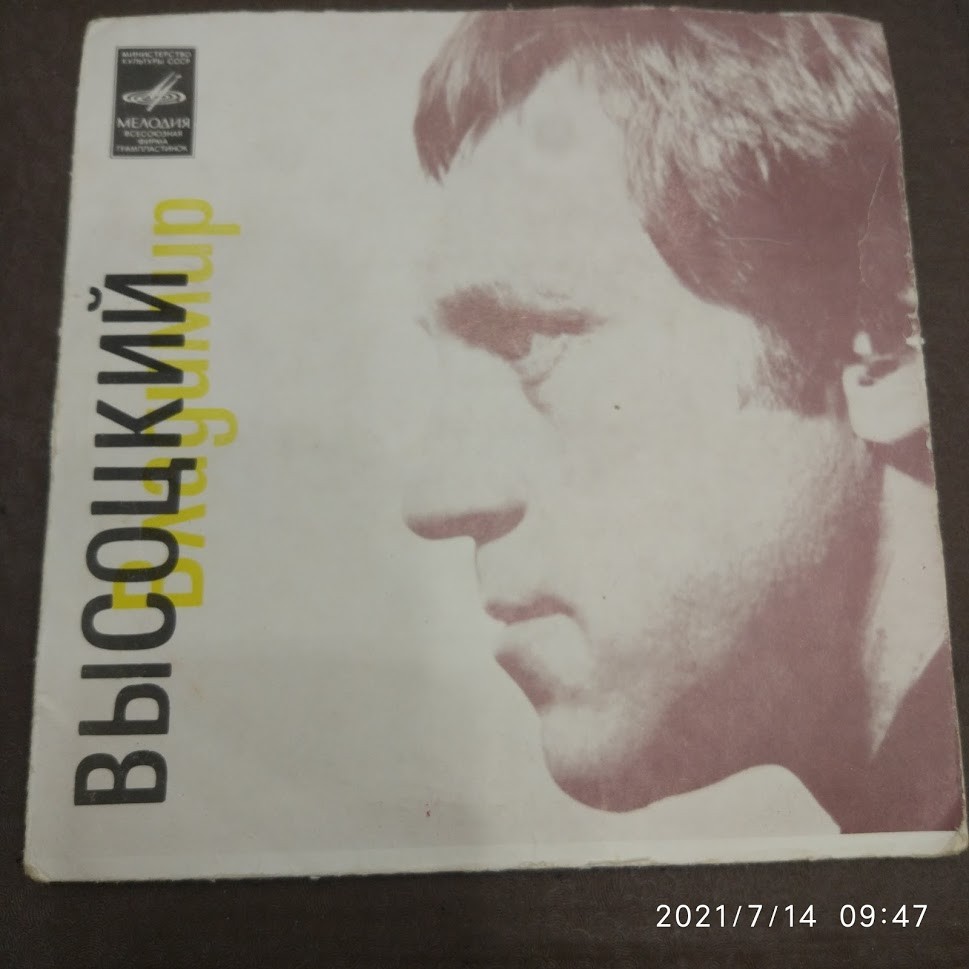 МИНИСТЕРСТВО
КУЛЬТУРЫ СССР
МЕЛОДИЯ
ВСЕСОЮЗНАЯ
ФИРМА
ГРАМПЛАСТИНОК
ВЫСОЦКИЙ
Владимир
2021/7/14 09:47